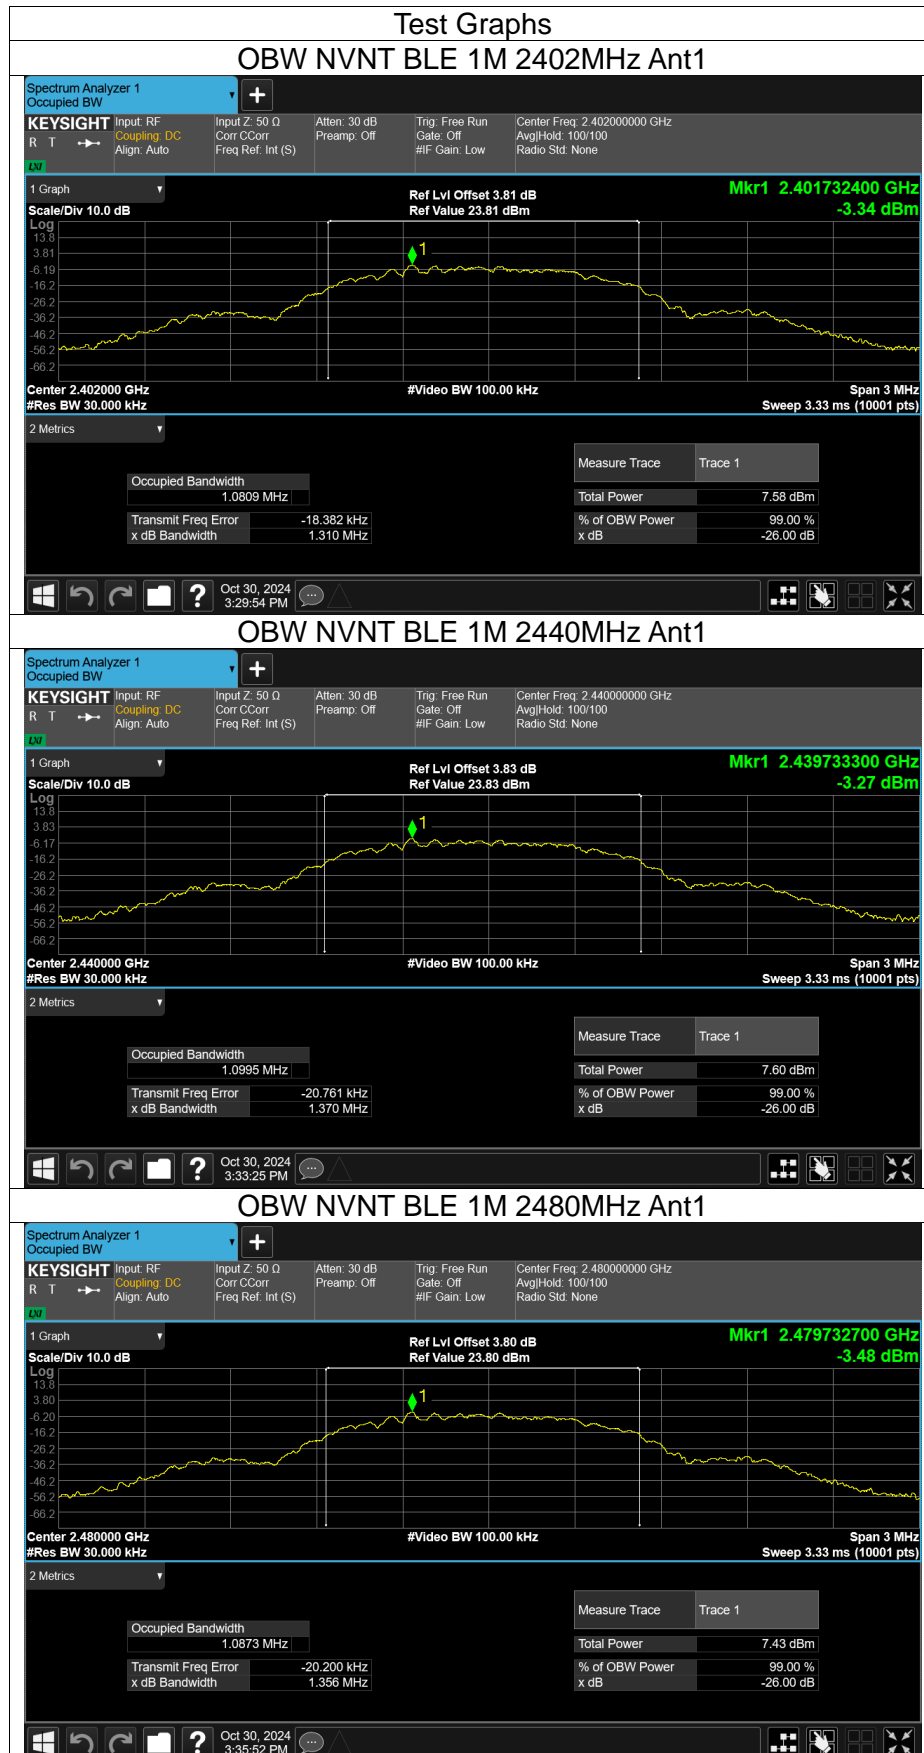 Test Graphs
OBW NVNT BLE 1M 2402MHz Ant1
Spectrum Analyzer 1
Occupied BW
KEYSIGHT Input: RF Input Z: 50 Ω Atten: 30 dB Trig: Free Run Center Freq: 2.402000000 GHz
R T Coupling: DC Corr CCorr Preamp: Off Gate: Off Avg|Hold: 100/100
Align: Auto Freq Ref: Int (S) #IF Gain: Low Radio Std: None
LXI
1 Graph Ref Lvl Offset 3.81 dB Mkr1 2.401732400 GHz
Scale/Div 10.0 dB Ref Value 23.81 dBm -3.34 dBm
Log
13.8
1
3.81
-6.19
-16.2
-26.2
-36.2
-46.2
-56.2
-66.2
Center 2.402000 GHz #Video BW 100.00 kHz Span 3 MHz
#Res BW 30.000 kHz Sweep 3.33 ms (10001 pts)
2 Metrics
Measure Trace Trace 1
Occupied Bandwidth
1.0809 MHz Total Power 7.58 dBm
Transmit Freq Error -18.382 kHz % of OBW Power 99.00 %
x dB Bandwidth 1.310 MHz x dB -26.00 dB
? Oct 30, 2024
3:29:54 PM
OBW NVNT BLE 1M 2440MHz Ant1
Spectrum Analyzer 1
Occupied BW
KEYSIGHT Input: RF Input Z: 50 Ω Atten: 30 dB Trig: Free Run Center Freq: 2.440000000 GHz
R T Coupling: DC Corr CCorr Preamp: Off Gate: Off Avg|Hold: 100/100
Align: Auto Freq Ref: Int (S) #IF Gain: Low Radio Std: None
LXI
1 Graph Ref Lvl Offset 3.83 dB Mkr1 2.439733300 GHz
Scale/Div 10.0 dB Ref Value 23.83 dBm -3.27 dBm
Log
13.8
1
3.83
-6.17
-16.2
-26.2
-36.2
-46.2
-56.2
-66.2
Center 2.440000 GHz #Video BW 100.00 kHz Span 3 MHz
#Res BW 30.000 kHz Sweep 3.33 ms (10001 pts)
2 Metrics
Measure Trace Trace 1
Occupied Bandwidth
1.0995 MHz Total Power 7.60 dBm
Transmit Freq Error -20.761 kHz % of OBW Power 99.00 %
x dB Bandwidth 1.370 MHz x dB -26.00 dB
? Oct 30, 2024
3:33:25 PM
OBW NVNT BLE 1M 2480MHz Ant1
Spectrum Analyzer 1
Occupied BW
KEYSIGHT Input: RF Input Z: 50 Ω Atten: 30 dB Trig: Free Run Center Freq: 2.480000000 GHz
R T Coupling: DC Corr CCorr Preamp: Off Gate: Off Avg|Hold: 100/100
Align: Auto Freq Ref: Int (S) #IF Gain: Low Radio Std: None
LXI
1 Graph Ref Lvl Offset 3.80 dB Mkr1 2.479732700 GHz
Scale/Div 10.0 dB Ref Value 23.80 dBm -3.48 dBm
Log
13.8
1
3.80
-6.20
-16.2
-26.2
-36.2
-46.2
-56.2
-66.2
Center 2.480000 GHz #Video BW 100.00 kHz Span 3 MHz
#Res BW 30.000 kHz Sweep 3.33 ms (10001 pts)
2 Metrics
Measure Trace Trace 1
Occupied Bandwidth
1.0873 MHz Total Power 7.43 dBm
Transmit Freq Error -20.200 kHz % of OBW Power 99.00 %
x dB Bandwidth 1.356 MHz x dB -26.00 dB
? Oct 30, 2024
3:35:52 PM